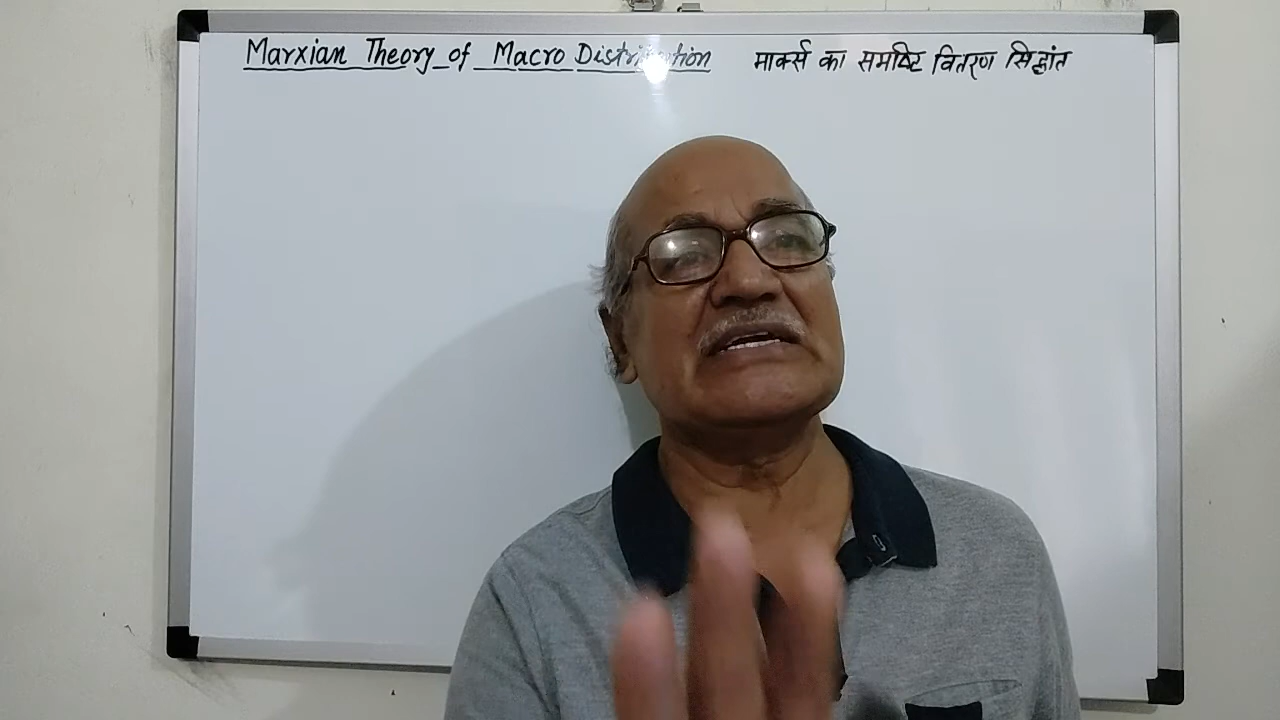 Marxian Theory of Macro Distribution मार्क्स का समष्टि वितरण सिद्धांत